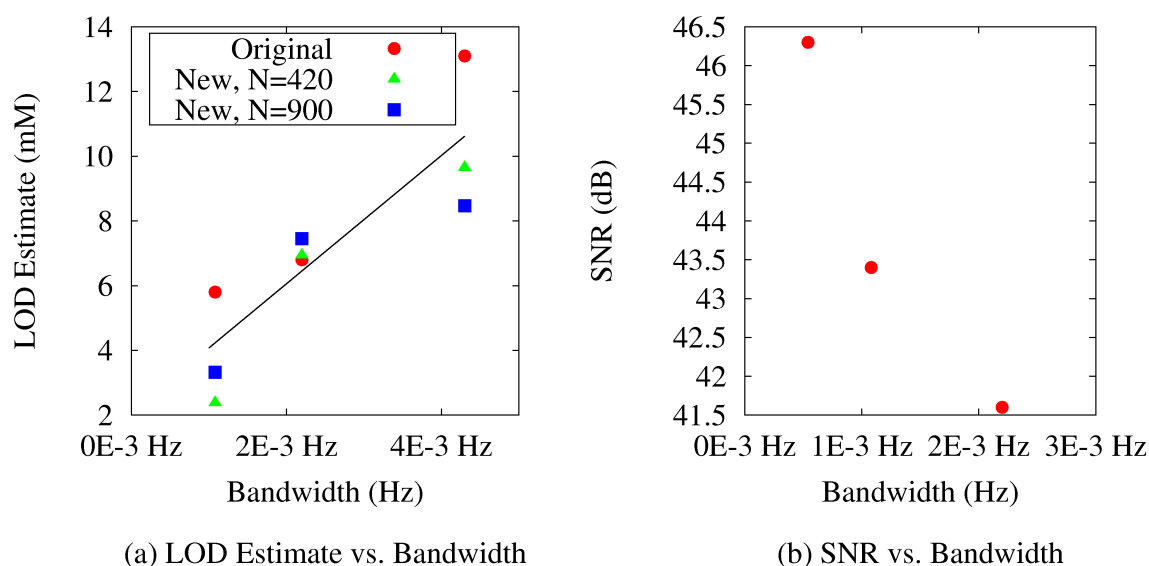 14
12
10
8
6
4
2
LOD Estimate (mM)
Original
New, N=420
New, N=900
0E-3 Hz 2E-3 Hz 4E-3 Hz
Bandwidth (Hz)
(a) LOD Estimate vs. Bandwidth
46.5
46
45.5
45
44.5
44
43.5
43
42.5
42
41.5
SNR (dB)
0E-3 Hz 1E-3 Hz 2E-3 Hz 3E-3 Hz
Bandwidth (Hz)
(b) SNR vs. Bandwidth